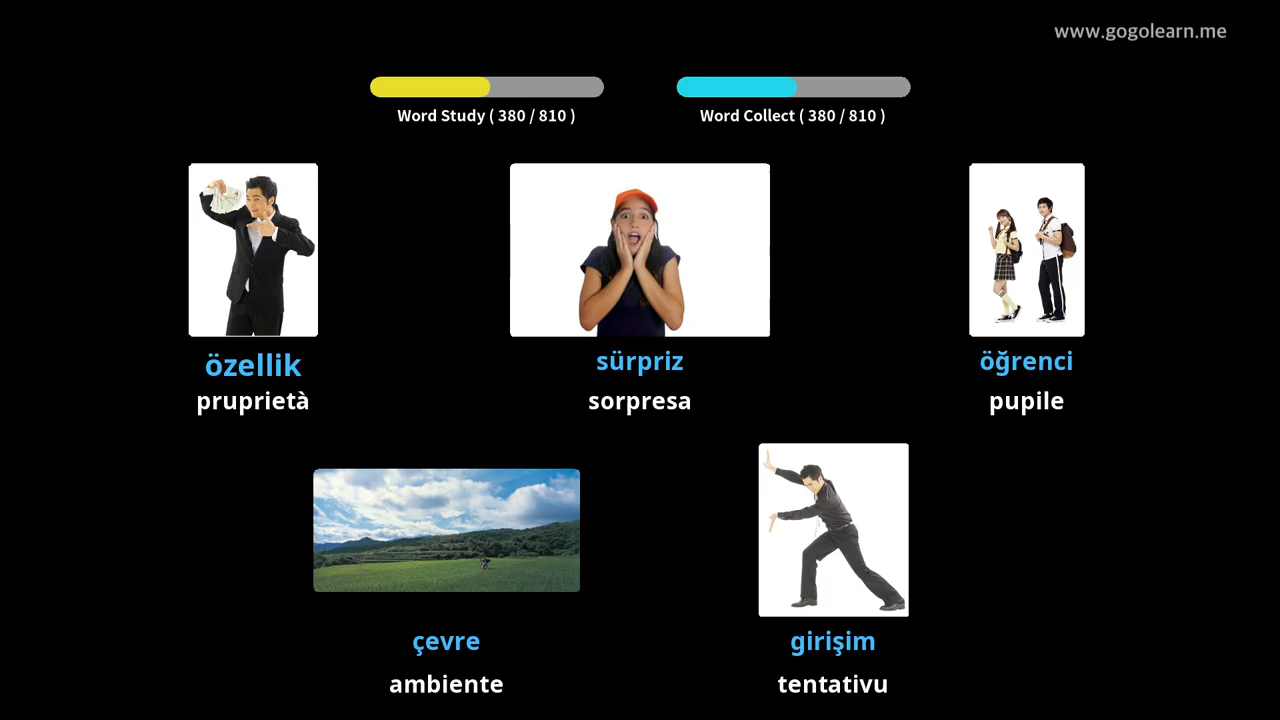 www.gogolearn.me
Word Study ( 380 / 810 )
Word Collect ( 380 / 810 )
özellik
pruprietà
sürpriz
sorpresa
öğrenci
pupile
çevre
ambiente
girişim
tentativu